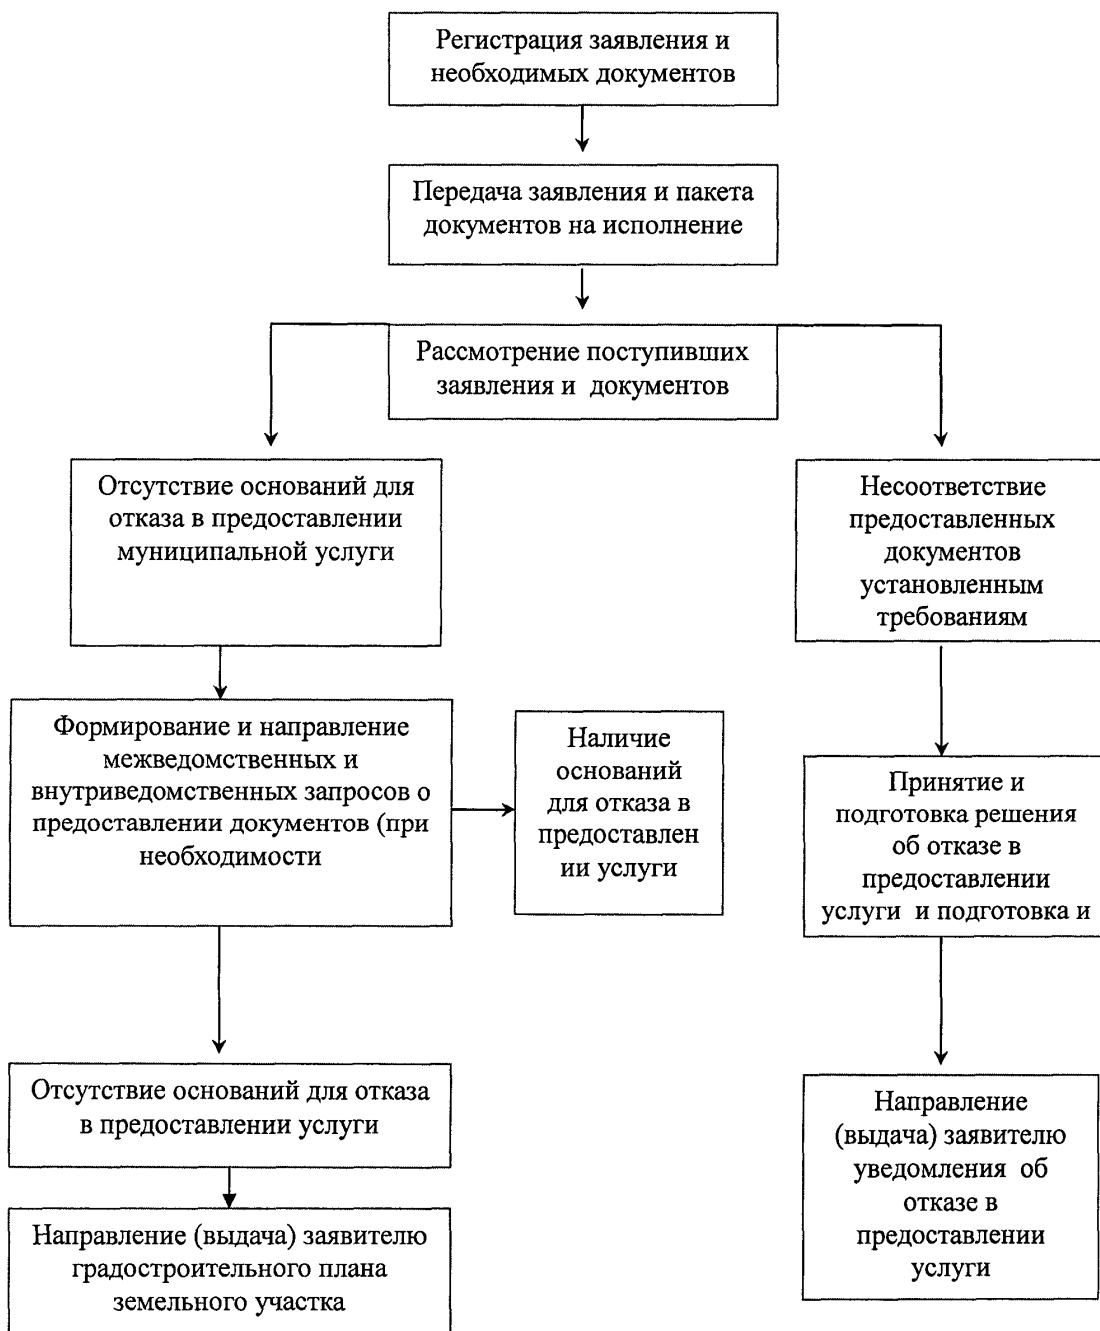 Регистрация заявления и
необходимых документов
Передача заявления и пакета
документов на исполнение
Рассмотрение поступивших
заявления и документов
Отсутствие оснований для
отказа в предоставлении
муниципальной услуги
Несоответствие
предоставленных
документов
установленным
требованиям
Формирование и направление
межведомственных и
внутриведомственных запросов о
предоставлении документов (при
необходимости
Наличие
оснований
для отказа в
предоставлен
ии услуги
Принятие и
подготовка решения
об отказе в
предоставлении
услуги и подготовка и
Отсутствие оснований для отказа
в предоставлении услуги
Направление
(выдача) заявителю
уведомления об
отказе в
предоставлении
услуги
Направление (выдача) заявителю
градостроительного плана
земельного участка